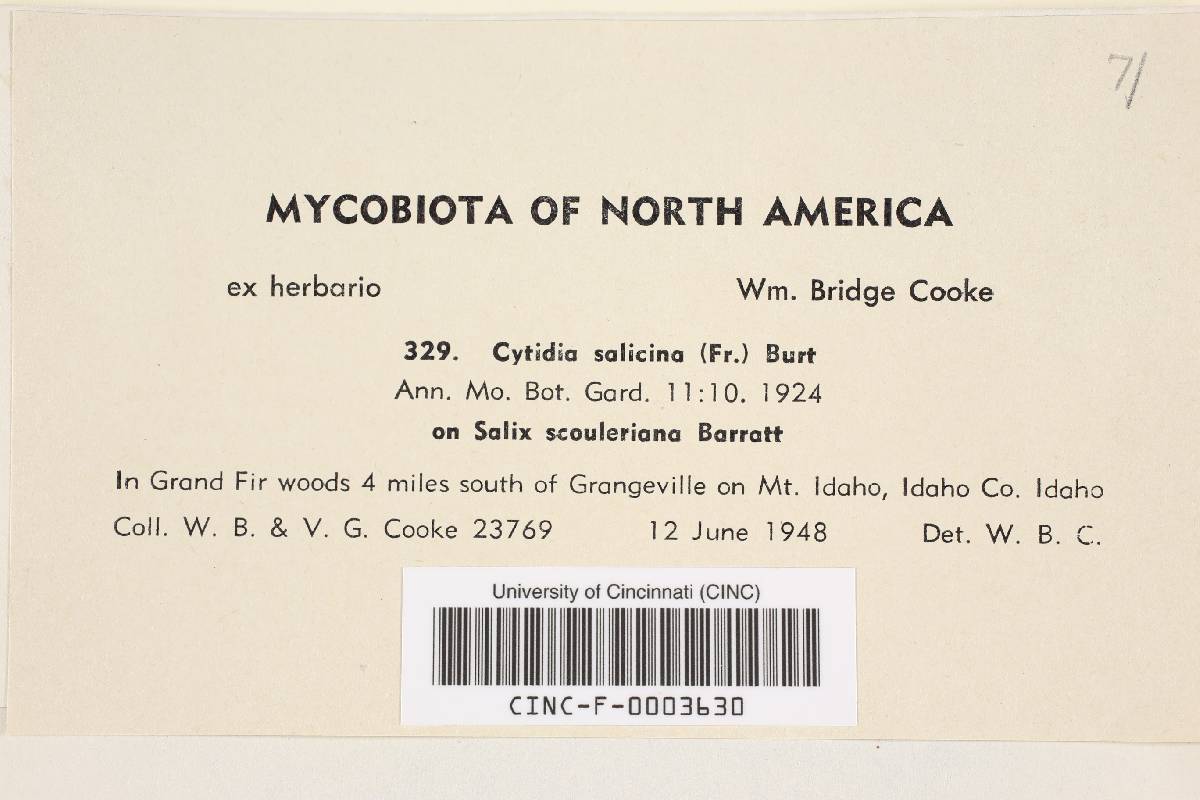 71
MYCOBIOTA OF NORTH AMERICA
ex herbario Wm. Bridge Cooke
329. Cytidia salicina (Fr.) Burt
Ann. Mo. Bot. Gard. 11:10. 1924
on Salix scouleriana Barratt
In Grand Fir woods 4 miles south of Grangeville on Mt. Idaho, Idaho Co. Idaho
Coll. W. B. & V. G. Cooke 23769 12 June 1948 Det. W. B. C.
University of Cincinnati (CINC)
CINC-F-0003630